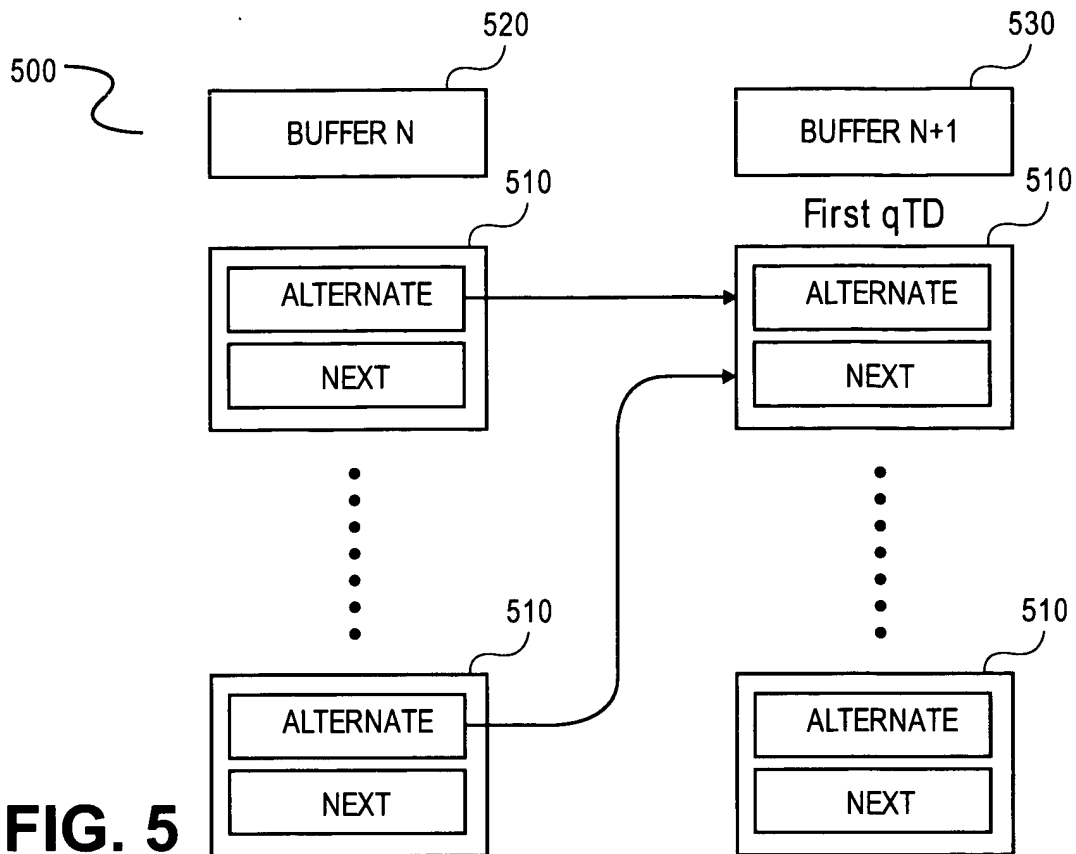 520
530
500
BUFFER N
BUFFER N+1
510
510
First qTD
ALTERNATE
ALTERNATE
NEXT
NEXT
510
510
ALTERNATE
ALTERNATE
NEXT
NEXT
FIG. 5